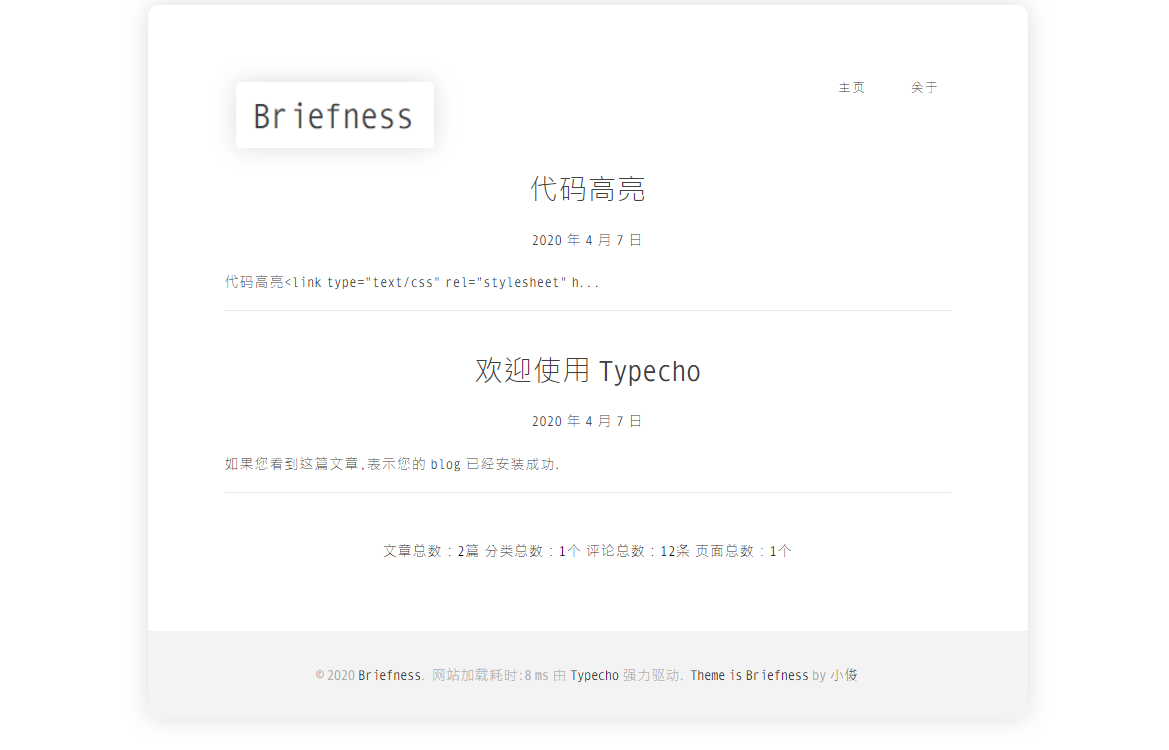 主页 关于
Briefness
代码高亮
2020 年 4 月 7 日
代码高亮<link type="text/css" rel="stylesheet" h...
欢迎使用 Typecho
2020 年 4 月 7 日
如果您看到这篇文章,表示您的 blog 已经安装成功.
文章总数：2篇 分类总数：1个 评论总数：12条 页面总数：1个
© 2020 Briefness. 网站加载耗时:8 ms 由 Typecho 强力驱动. Theme is Briefness by 小俊